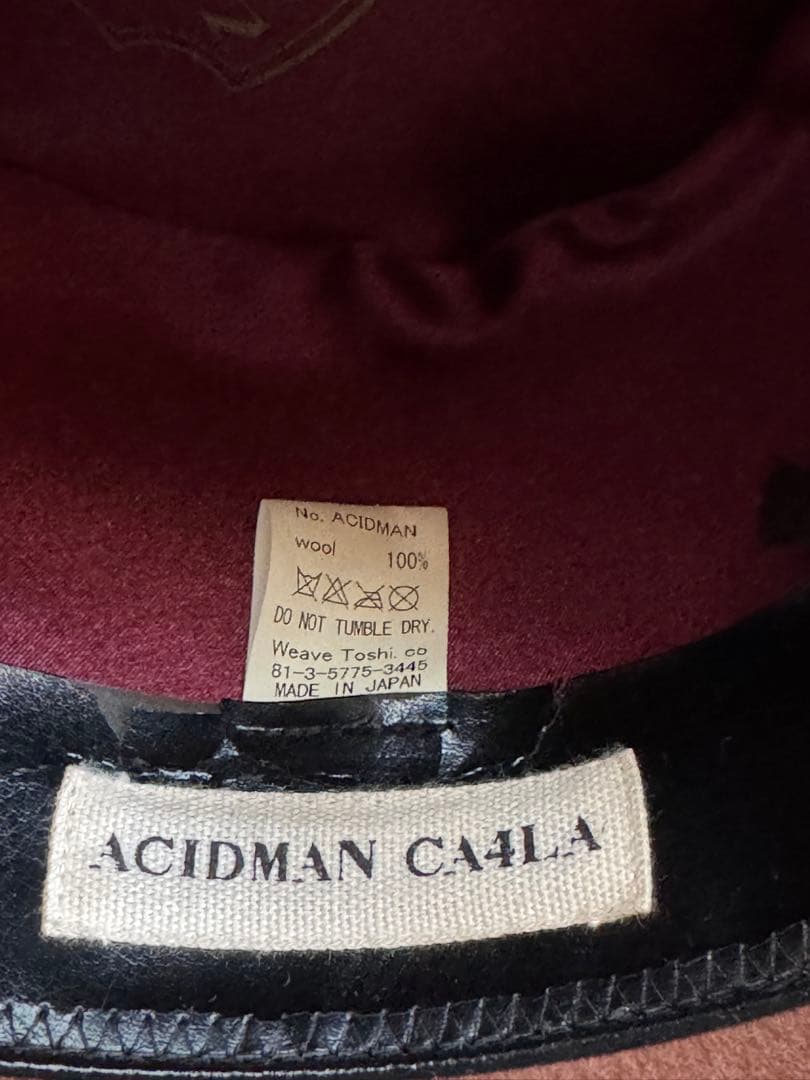 No. ACIDMAN
wool 100%
DO NOT TUMBLE DRY.
Weave Toshi. co
81-3-5775-3445
MADE IN JAPAN
ACIDMAN CA4LA